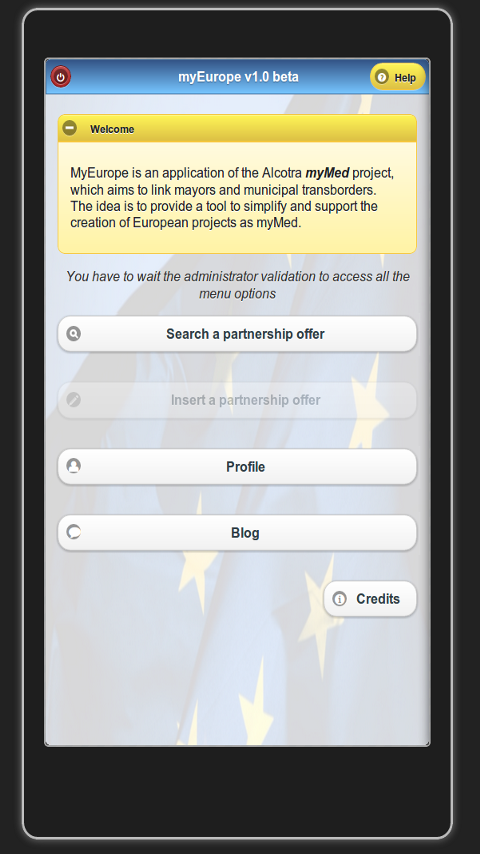 myEurope v1.0 beta
Help
Welcome
MyEurope is an application of the Alcotra myMed project,
which aims to link mayors and municipal transborders.
The idea is to provide a tool to simplify and support the
creation of European projects as myMed.
You have to wait the administrator validation to access all the
menu options
Search a partnership offer
Insert a partnership offer
Profile
Blog
Credits